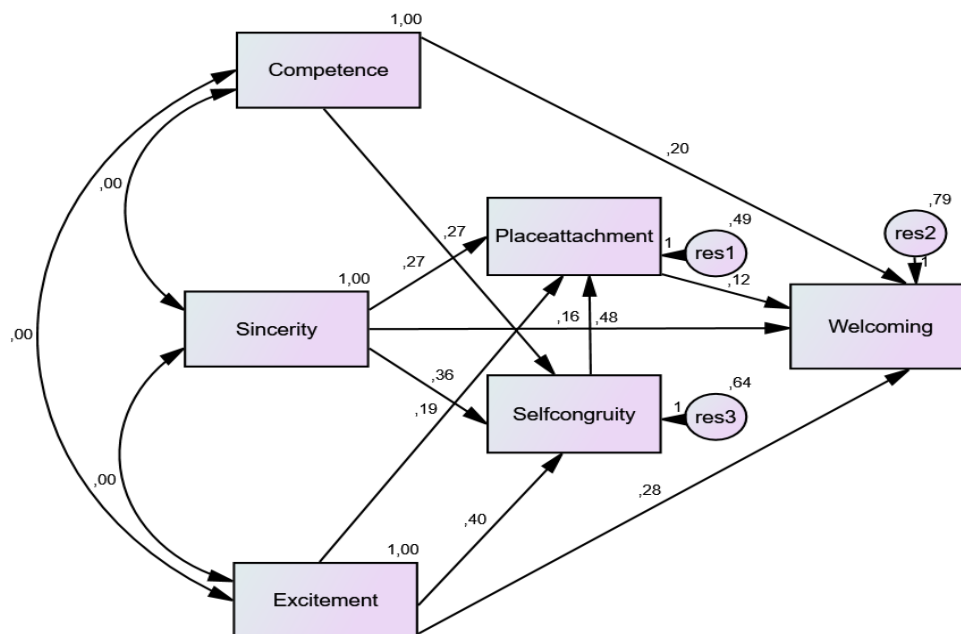 1,00
Competence
,20
,00
,79
res2
1
,27
Placeattachment
,49
res1
1
,27
1,00
,12
Sincerity
,16
,48
Welcoming
,00
,36
,64
res3
1
Selfcongruity
,19
,00
,28
,40
1,00
Excitement